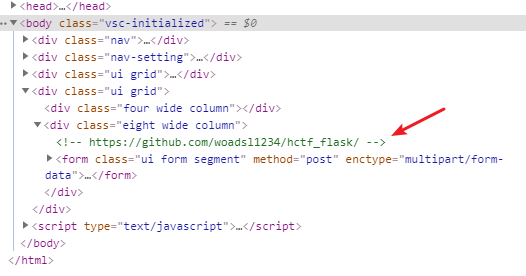 <head>…</head>
<body class="vsc-initialized"> == $0
<div class="nav">…</div>
<div class="nav-setting">…</div>
<div class="ui grid">…</div>
<div class="ui grid">
<div class="four wide column"></div>
<div class="eight wide column">
<!-- https://github.com/woadsl1234/hctf_flask/ -->
<form class="ui form segment" method="post" enctype="multipart/form-
data">…</form>
</div>
</div>
<script type="text/javascript">…</script>
</body>
</html>